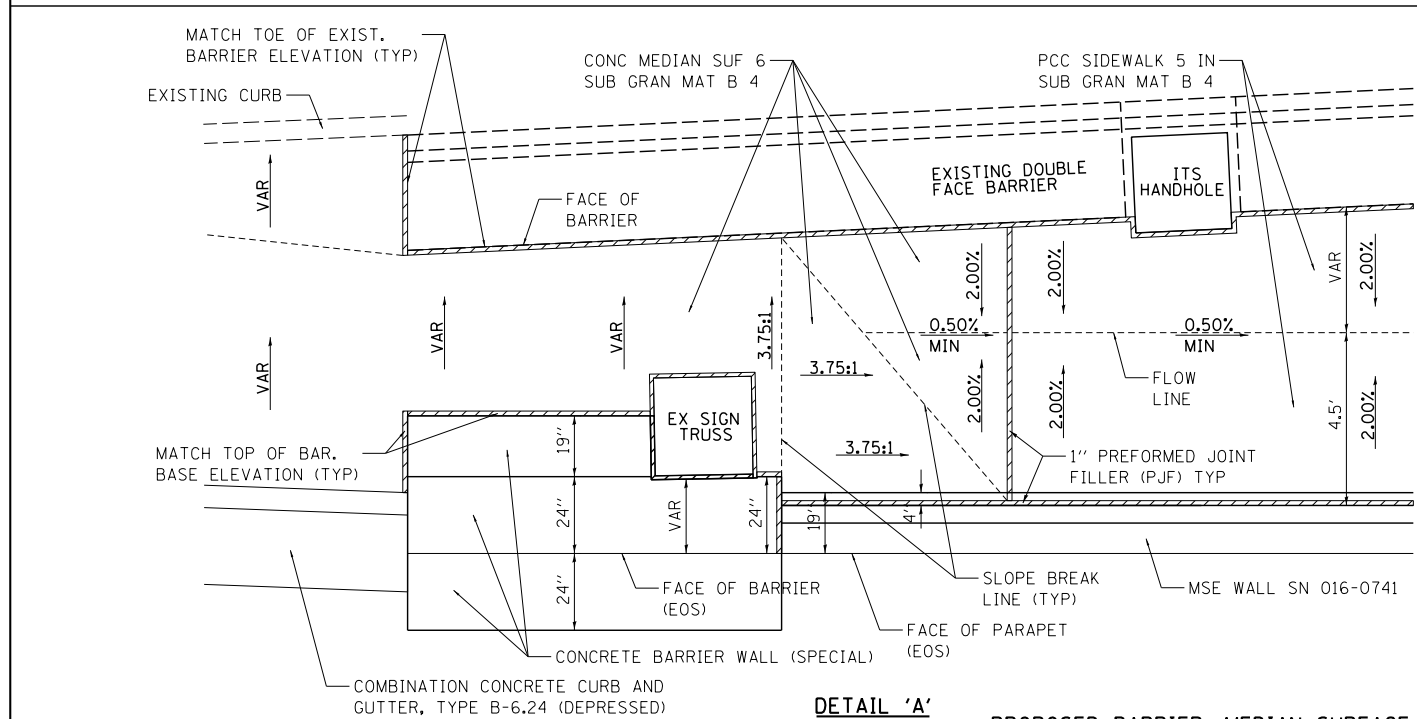 MATCH TOE OF EXIST.
BARRIER ELEVATION (TYP)
EXISTING CURB
CONC MEDIAN SUF 6
SUB GRAN MAT B 4
PCC SIDEWALK 5 IN
SUB GRAN MAT B 4
EXISTING DOUBLE
FACE BARRIER
ITS
HANDHOLE
FACE OF
BARRIER
VAR
VAR
VAR
VAR
VAR
3.75:1
2.00%
2.00%
VAR
2.00%
0.50%
MIN
0.50%
MIN
3.75:1
FLOW
LINE
2.00%
2.00%
4.5'
2.00%
EX SIGN
TRUSS
MATCH TOP OF BAR.
BASE ELEVATION (TYP)
19''
3.75:1
1'' PREFORMED JOINT
FILLER (PJF) TYP
24''
VAR
24''
19''
4''
24''
FACE OF BARRIER
(EOS)
SLOPE BREAK
LINE (TYP)
MSE WALL SN 016-0741
FACE OF PARAPET
(EOS)
CONCRETE BARRIER WALL (SPECIAL)
COMBINATION CONCRETE CURB AND
GUTTER, TYPE B-6.24 (DEPRESSED)
DETAIL 'A'